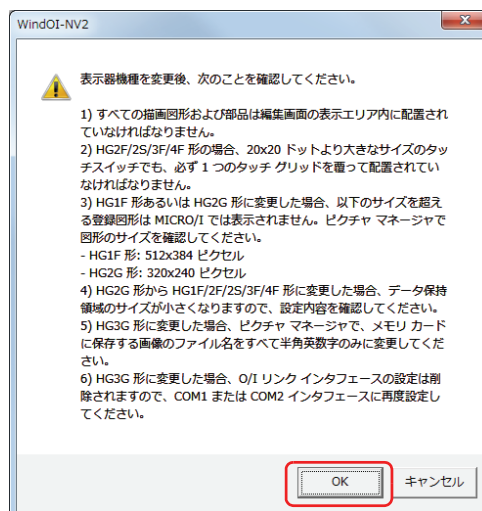 WindOI-NV2
x
表示器機種を変更後、次のことを確認してください。
1) すべての描画図形および部品は編集画面の表示エリア内に配置され
ていなければなりません。
2) HG2F/2S/3F/4F 形の場合、20x20 ドットより大きなサイズのタッ
チスイッチでも、必ず 1 つのタッチ グリッドを覆って配置されてい
なければなりません。
3) HG1F 形あるいは HG2G 形に変更した場合、以下のサイズを超え
る登録図形は MICRO/I では表示されません。ピクチャ マネージャで
図形のサイズを確認してください。
- HG1F 形: 512x384 ピクセル
- HG2G 形: 320x240 ピクセル
4) HG2G 形から HG1F/2F/2S/3F/4F 形に変更した場合、データ保持
領域のサイズが小さくなりますので、設定内容を確認してください。
5) HG3G 形に変更した場合、ピクチャ マネージャで、メモリ カード
に保存する画像のファイル名をすべて半角英数字のみに変更してくだ
さい。
6) HG3G 形に変更した場合、O/I リンク インタフェースの設定は削
除されますので、COM1 または COM2 インタフェースに再度設定し
てください。
OK
キャンセル